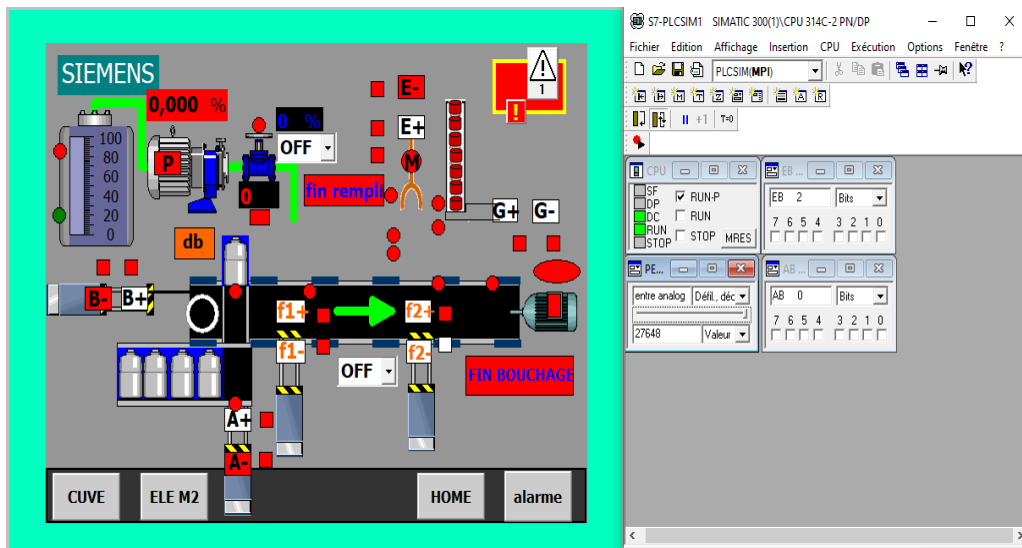 SIEMENS
0,000 %
100
80
60
40
20
0
P
0 %
OFF
0
fin rempli
E-
E+
M
1
!
G+ G-
db
B- B+
f1+
f2+
f1-
f2-
OFF
FIN BOUCHAGE
A+
A-
CUVE
ELE M2
HOME
alarme
S7-PLCSIM1 SIMATIC 300(1)\CPU 314C-2 PN/DP
Fichier Edition Affichage Insertion CPU Exécution Options Fenêtre ?
PLCSIM(MPI)
+1 T=0
CPU
SF
DP
DC
RUN
STOP
RUN-P
RUN
STOP MRES
EB ...
EB 2 Bits
7 6 5 4 3 2 1 0
PE...
entre analog Défil., déc
27648 Valeur
AB ...
AB 0 Bits
7 6 5 4 3 2 1 0